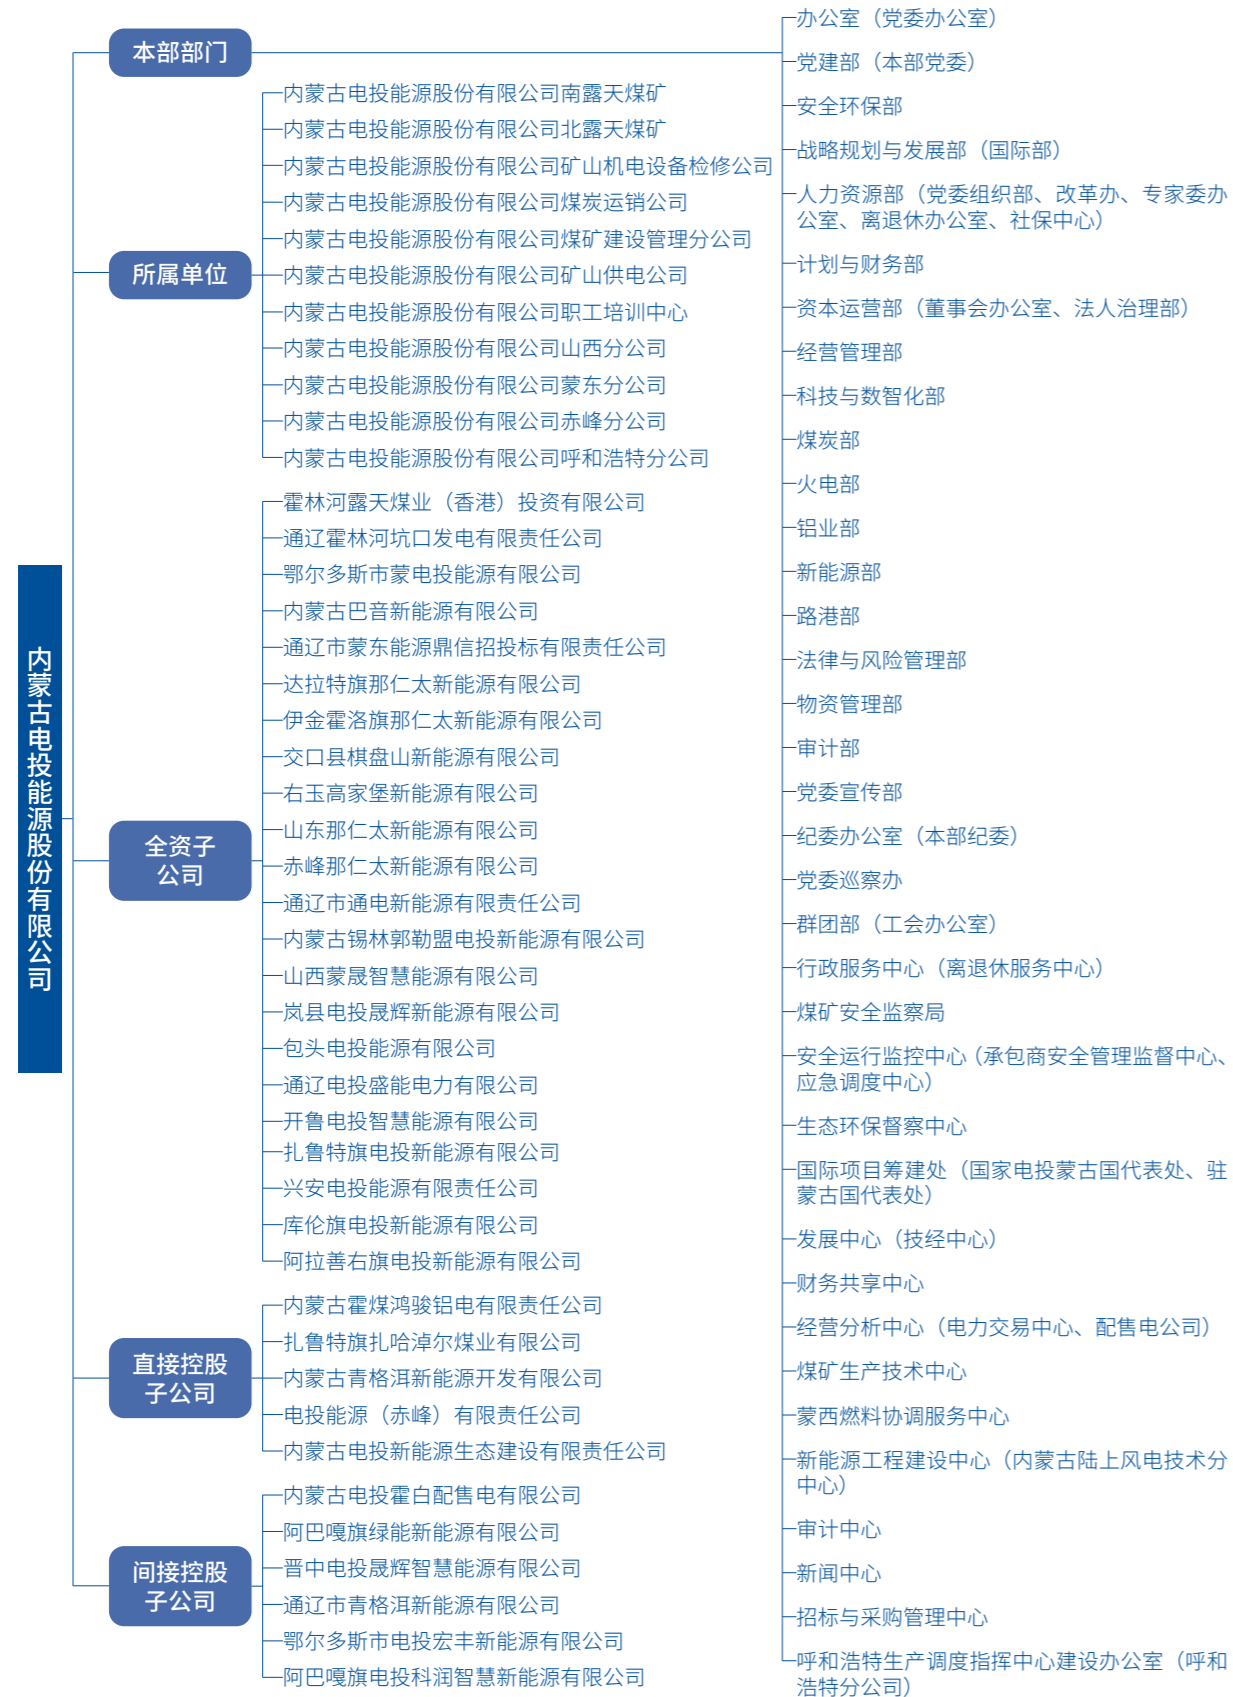 内蒙古电投能源股份有限公司
本部部门
办公室（党委办公室）
党建部（本部党委）
安全环保部
战略规划与发展部（国际部）
人力资源部（党委组织部、改革办、专家委办
公室、离退休办公室、社保中心）
计划与财务部
资本运营部（董事会办公室、法人治理部）
经营管理部
科技与数智化部
煤炭部
火电部
铝业部
新能源部
路港部
法律与风险管理部
物资管理部
审计部
党委宣传部
纪委办公室（本部纪委）
党委巡察办
群团部（工会办公室）
行政服务中心（离退休服务中心）
煤矿安全监察局
安全运行监控中心（承包商安全管理监督中心、
应急调度中心）
生态环保督察中心
国际项目筹建处（国家电投蒙古国代表处、驻
蒙古国代表处）
发展中心（技经中心）
财务共享中心
经营分析中心（电力交易中心、配售电公司）
煤矿生产技术中心
蒙西燃料协调服务中心
新能源工程建设中心（内蒙古陆上风电技术分
中心）
审计中心
新闻中心
招标与采购管理中心
呼和浩特生产调度指挥中心建设办公室（呼和
浩特分公司）
所属单位
内蒙古电投能源股份有限公司南露天煤矿
内蒙古电投能源股份有限公司北露天煤矿
内蒙古电投能源股份有限公司矿山机电设备检修公司
内蒙古电投能源股份有限公司煤炭运销公司
内蒙古电投能源股份有限公司煤矿建设管理分公司
内蒙古电投能源股份有限公司矿山供电公司
内蒙古电投能源股份有限公司职工培训中心
内蒙古电投能源股份有限公司山西分公司
内蒙古电投能源股份有限公司蒙东分公司
内蒙古电投能源股份有限公司赤峰分公司
内蒙古电投能源股份有限公司呼和浩特分公司
全资子
公司
霍林河露天煤业（香港）投资有限公司
通辽霍林河坑口发电有限责任公司
鄂尔多斯市蒙电投能源有限公司
内蒙古巴音新能源有限公司
通辽市蒙东能源鼎信招投标有限责任公司
达拉特旗那仁太新能源有限公司
伊金霍洛旗那仁太新能源有限公司
交口县棋盘山新能源有限公司
右玉高家堡新能源有限公司
山东那仁太新能源有限公司
赤峰那仁太新能源有限公司
通辽市通电新能源有限责任公司
内蒙古锡林郭勒盟电投新能源有限公司
山西蒙晟智慧能源有限公司
岚县电投晟辉新能源有限公司
包头电投能源有限公司
通辽电投盛能电力有限公司
开鲁电投智慧能源有限公司
扎鲁特旗电投新能源有限公司
兴安电投能源有限责任公司
库伦旗电投新能源有限公司
阿拉善右旗电投新能源有限公司
直接控股
子公司
内蒙古霍煤鸿骏铝电有限责任公司
扎鲁特旗扎哈淖尔煤业有限公司
内蒙古青格洱新能源开发有限公司
电投能源（赤峰）有限责任公司
内蒙古电投新能源生态建设有限责任公司
间接控股
子公司
内蒙古电投霍白配售电有限公司
阿巴嘎旗绿能新能源有限公司
晋中电投晟辉智慧能源有限公司
通辽市青格洱新能源有限公司
鄂尔多斯市电投宏丰新能源有限公司
阿巴嘎旗电投科润智慧新能源有限公司